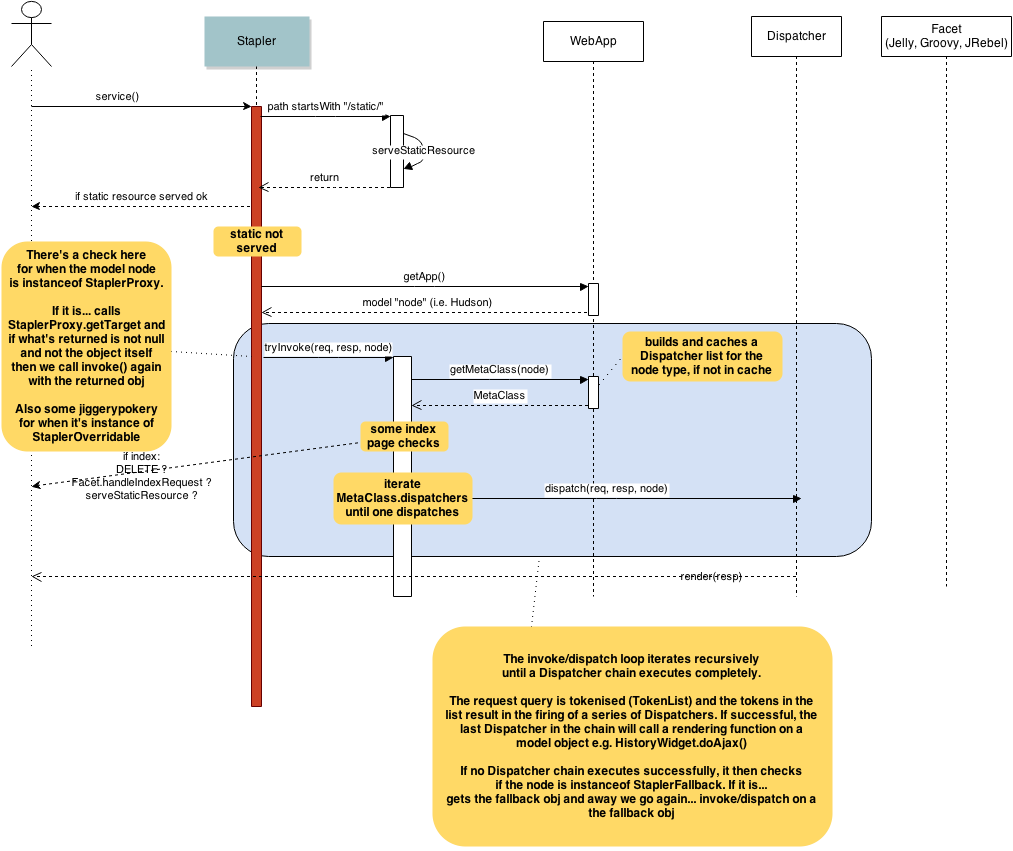 Stapler
WebApp
Dispatcher
Facet
(Jelly, Groovy, JRebel)
service()
path startsWith "/static/"
serveStaticResource
return
if static resource served ok
static not
served
There's a check here
for when the model node
is instanceof StaplerProxy.
If it is... calls
StaplerProxy.getTarget and
if what's returned is not null
and not the object itself
then we call invoke() again
with the returned obj
Also some jiggerypokery
for when it's instance of
StaplerOverridable
getApp()
model "node" (i.e. Hudson)
tryInvoke(req, resp, node)
builds and caches a
Dispatcher list for the
node type, if not in cache
getMetaClass(node)
MetaClass
some index
page checks
if index:
DELETE ?
Facet.handleIndexRequest ?
serveStaticResource ?
iterate
MetaClass.dispatchers
until one dispatches
dispatch(req, resp, node)
render(resp)
The invoke/dispatch loop iterates recursively
until a Dispatcher chain executes completely.
The request query is tokenised (TokenList) and the tokens in the
list result in the firing of a series of Dispatchers. If successful, the
last Dispatcher in the chain will call a rendering function on a
model object e.g. HistoryWidget.doAjax()
If no Dispatcher chain executes successfully, it then checks
if the node is instanceof StaplerFallback. If it is...
gets the fallback obj and away we go again... invoke/dispatch on a
the fallback obj